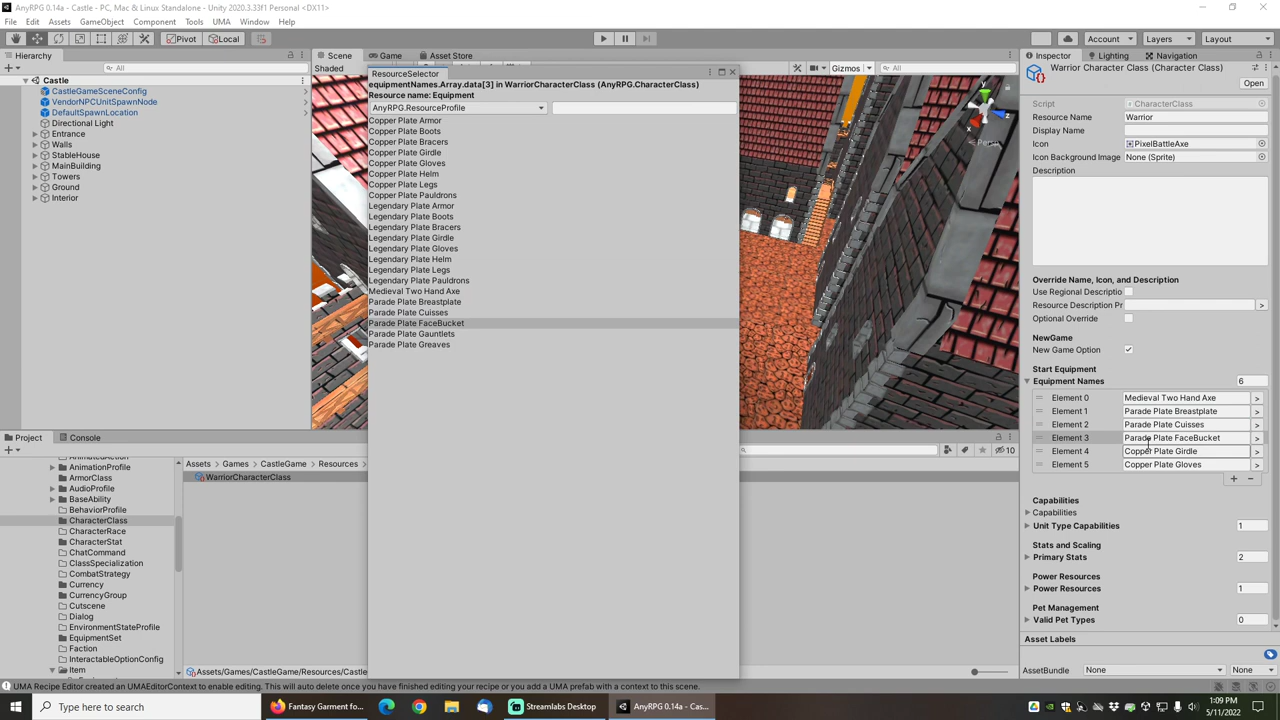 AnyRPG 0.14a - Castle - PC, Mac & Linux Standalone - Unity 2020.3.33f1 Personal <DX11>
File Edit Assets GameObject Component Tools UMA Window Help
Pivot Local Account Layers Layout
Hierarchy
All
Castle
CastleGameSceneConfig
VendorNPCUnitSpawnNode
DefaultSpawnLocation
Directional Light
Entrance
Walls
StableHouse
MainBuilding
Towers
Ground
Interior
Scene Game Asset Store
Shaded Gizmos All
Persp
ResourceSelector
equipmentNames.Array.data[3] in WarriorCharacterClass (AnyRPG.CharacterClass)
Resource name: Equipment
AnyRPG.ResourceProfile
Copper Plate Armor
Copper Plate Boots
Copper Plate Bracers
Copper Plate Girdle
Copper Plate Gloves
Copper Plate Helm
Copper Plate Legs
Copper Plate Pauldrons
Legendary Plate Armor
Legendary Plate Boots
Legendary Plate Bracers
Legendary Plate Girdle
Legendary Plate Gloves
Legendary Plate Helm
Legendary Plate Legs
Legendary Plate Pauldrons
Medieval Two Hand Axe
Parade Plate Breastplate
Parade Plate Cuisses
Parade Plate FaceBucket
Parade Plate Gauntlets
Parade Plate Greaves
Project Console
AnimationProfile
ArmorClass
AudioProfile
BaseAbility
BehaviorProfile
CharacterClass
CharacterRace
CharacterStat
ChatCommand
ClassSpecialization
CombatStrategy
Currency
CurrencyGroup
Cutscene
Dialog
EnvironmentStateProfile
EquipmentSet
Faction
InteractableOptionConfig
Item
Assets > Games > CastleGame > Resources >
WarriorCharacterClass
10
Assets/Games/CastleGame/Resources/Castle
Inspector Lighting Navigation
Warrior Character Class (Character Class)
Open
Script CharacterClass
Resource Name Warrior
Display Name
Icon PixelBattleAxe
Icon Background Image None (Sprite)
Description
Override Name, Icon, and Description
Use Regional Descriptio
Resource Description Pr >
Optional Override
NewGame
New Game Option
Start Equipment
Equipment Names 6
Element 0 Medieval Two Hand Axe >
Element 1 Parade Plate Breastplate >
Element 2 Parade Plate Cuisses >
Element 3 Parade Plate FaceBucket >
Element 4 Copper Plate Girdle >
Element 5 Copper Plate Gloves >
+ −
Capabilities
Capabilities
Unit Type Capabilities 1
Stats and Scaling
Primary Stats 2
Power Resources
Power Resources 1
Pet Management
Valid Pet Types 0
Asset Labels
AssetBundle None None
UMA Recipe Editor created an UMAEditorContext to enable editing. This will auto delete once you have finished editing your recipe or you add a UMA prefab with a context to this scene.
Type here to search
Fantasy Garment fo...
Streamlabs Desktop
AnyRPG 0.14a - Cas...
1:09 PM
5/11/2022